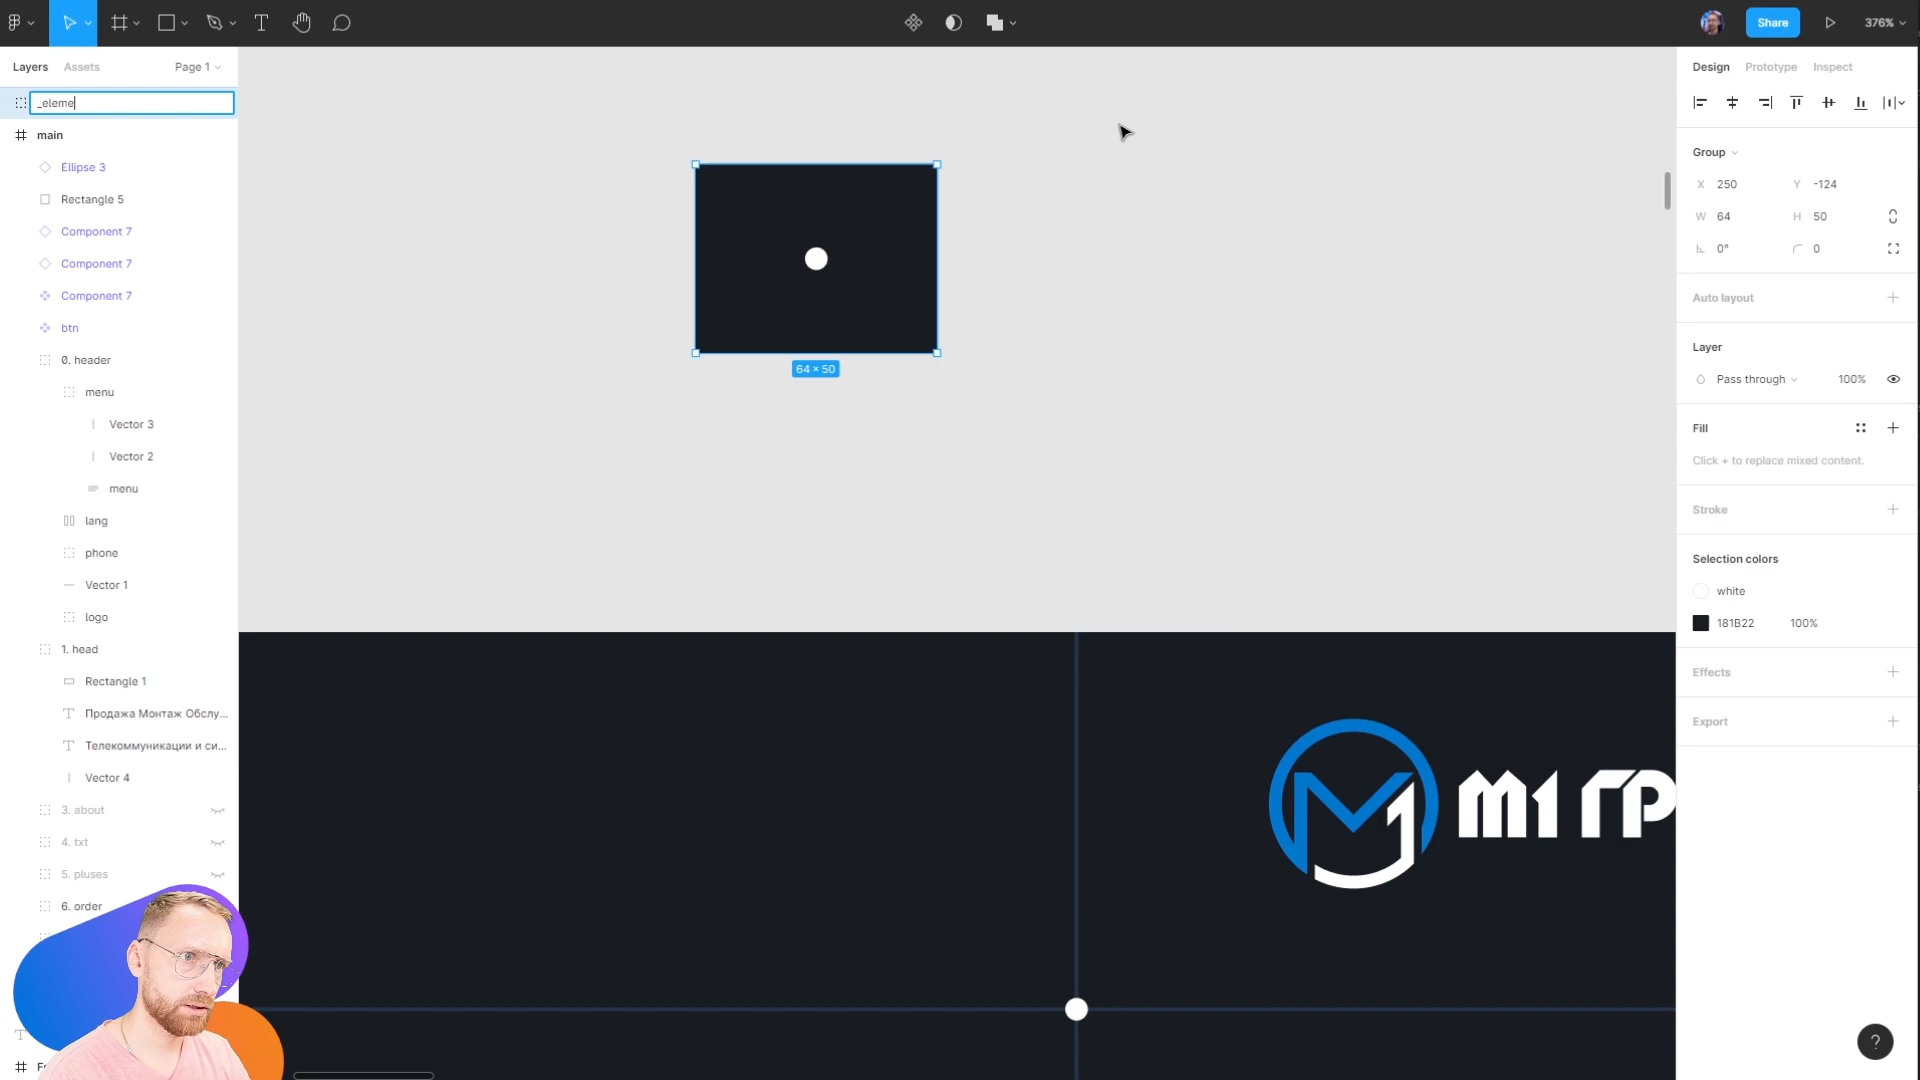 Share
376%
Layers
Assets
Page 1
Design
Prototype
Inspect
_eleme
main
Ellipse 3
Rectangle 5
Component 7
Component 7
Component 7
btn
0. header
menu
Vector 3
Vector 2
menu
lang
phone
Vector 1
logo
1. head
Rectangle 1
Продажа Монтаж Обслу...
Телекоммуникации и си...
Vector 4
3. about
4. txt
5. pluses
6. order
64 × 50
М1 ГР
Group
X 250
Y -124
W 64
H 50
0°
0
Auto layout
Layer
Pass through
100%
Fill
Click + to replace mixed content.
Stroke
Selection colors
white
181B22
100%
Effects
Export
?